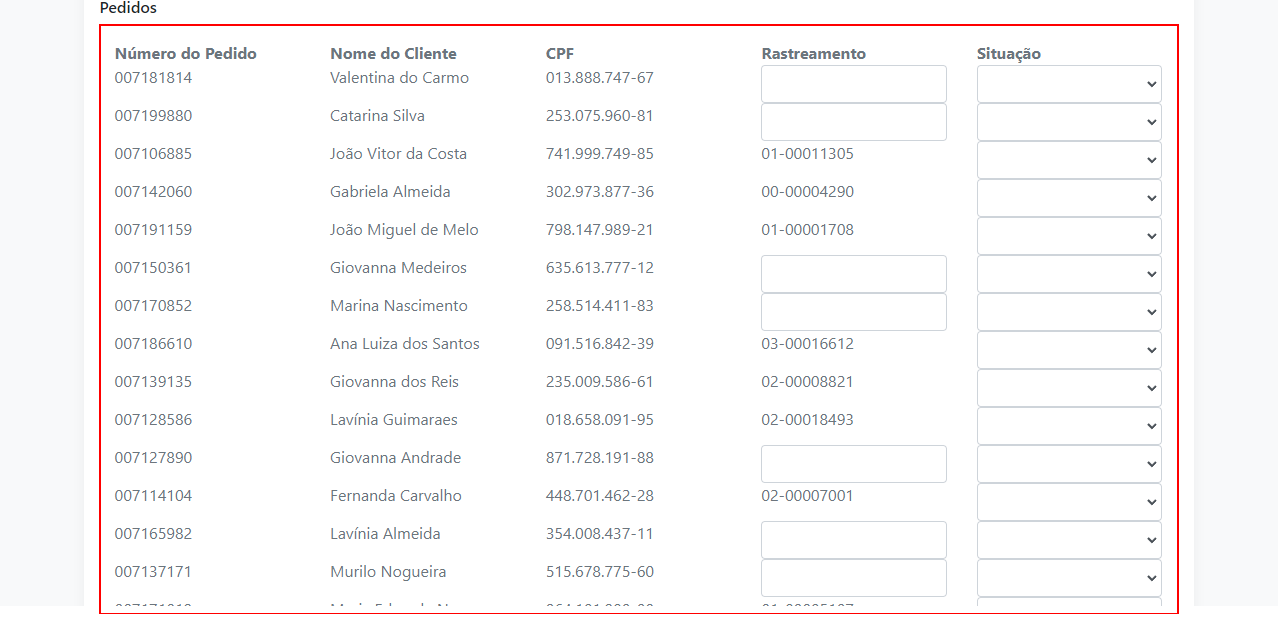 Pedidos
Número do Pedido Nome do Cliente CPF Rastreamento Situação
007181814 Valentina do Carmo 013.888.747-67
007199880 Catarina Silva 253.075.960-81
007106885 João Vitor da Costa 741.999.749-85 01-00011305
007142060 Gabriela Almeida 302.973.877-36 00-00004290
007191159 João Miguel de Melo 798.147.989-21 01-00001708
007150361 Giovanna Medeiros 635.613.777-12
007170852 Marina Nascimento 258.514.411-83
007186610 Ana Luiza dos Santos 091.516.842-39 03-00016612
007139135 Giovanna dos Reis 235.009.586-61 02-00008821
007128586 Lavínia Guimaraes 018.658.091-95 02-00018493
007127890 Giovanna Andrade 871.728.191-88
007114104 Fernanda Carvalho 448.701.462-28 02-00007001
007165982 Lavínia Almeida 354.008.437-11
007137171 Murilo Nogueira 515.678.775-60